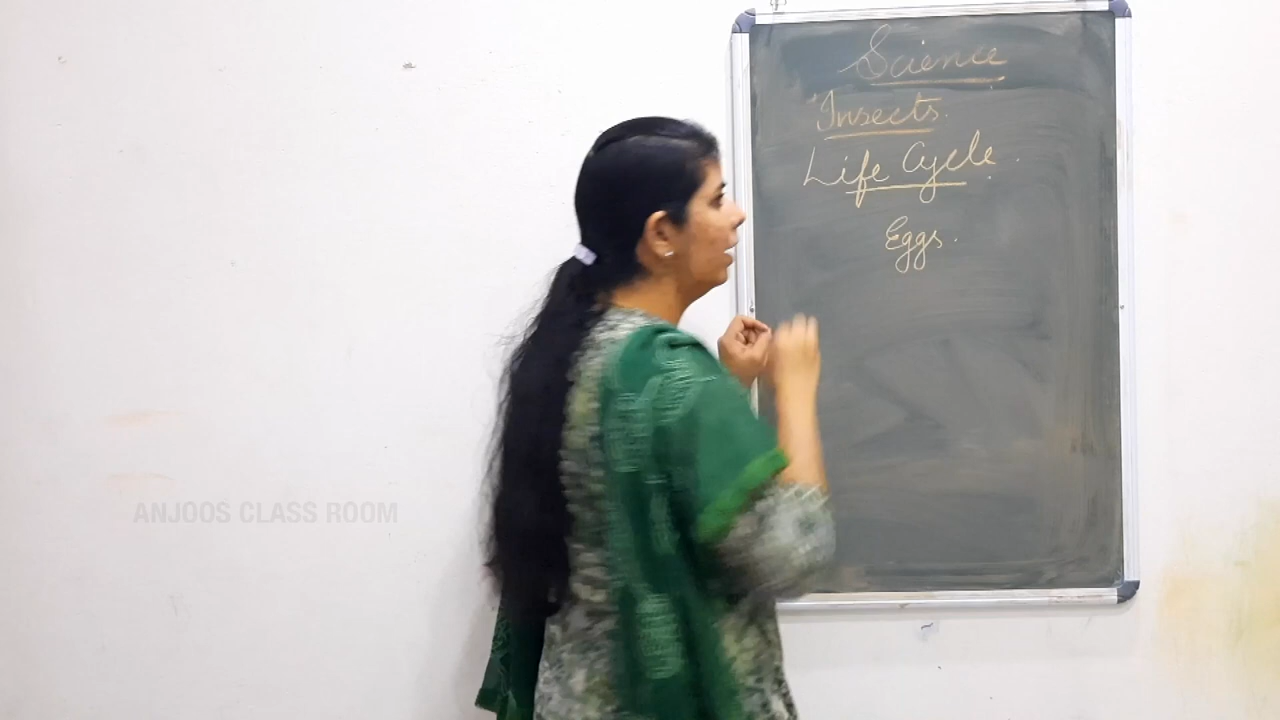 Science
Insects.
Life Cycle.
Eggs.
ANJOOS CLASS ROOM